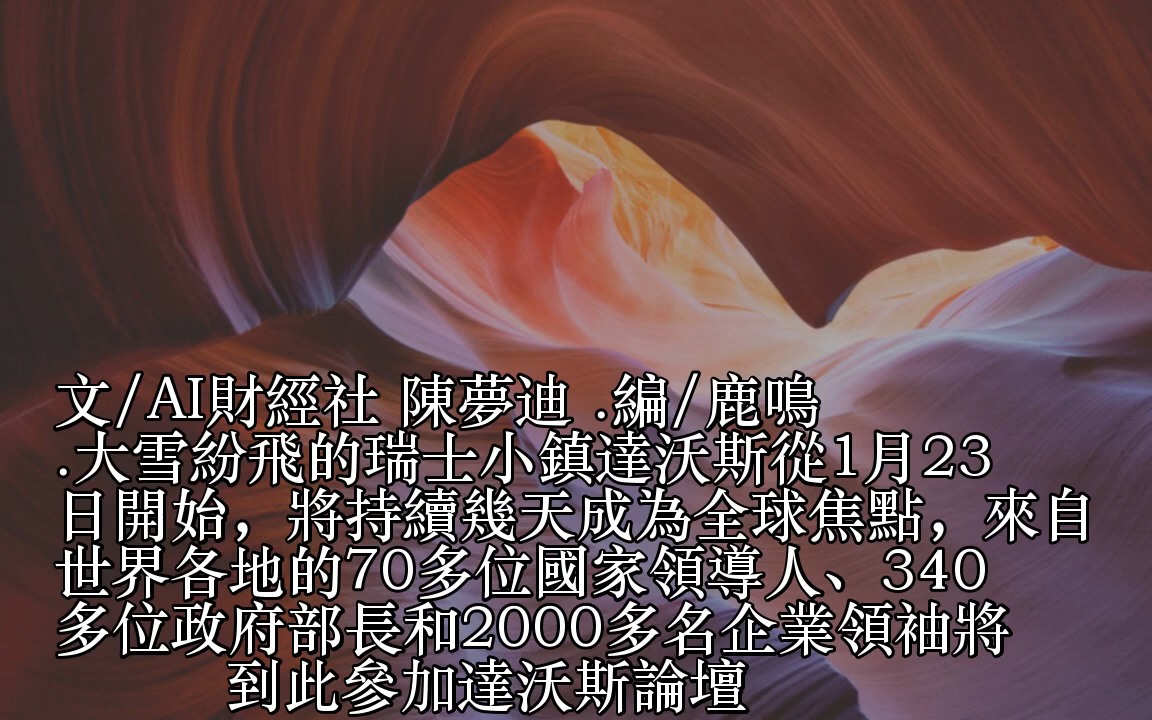 文/AI財經社 陳夢迪 .編/鹿鳴
.大雪紛飛的瑞士小鎮達沃斯從1月23
日開始，將持續幾天成為全球焦點，來自
世界各地的70多位國家領導人、340
多位政府部長和2000多名企業領袖將
到此參加達沃斯論壇